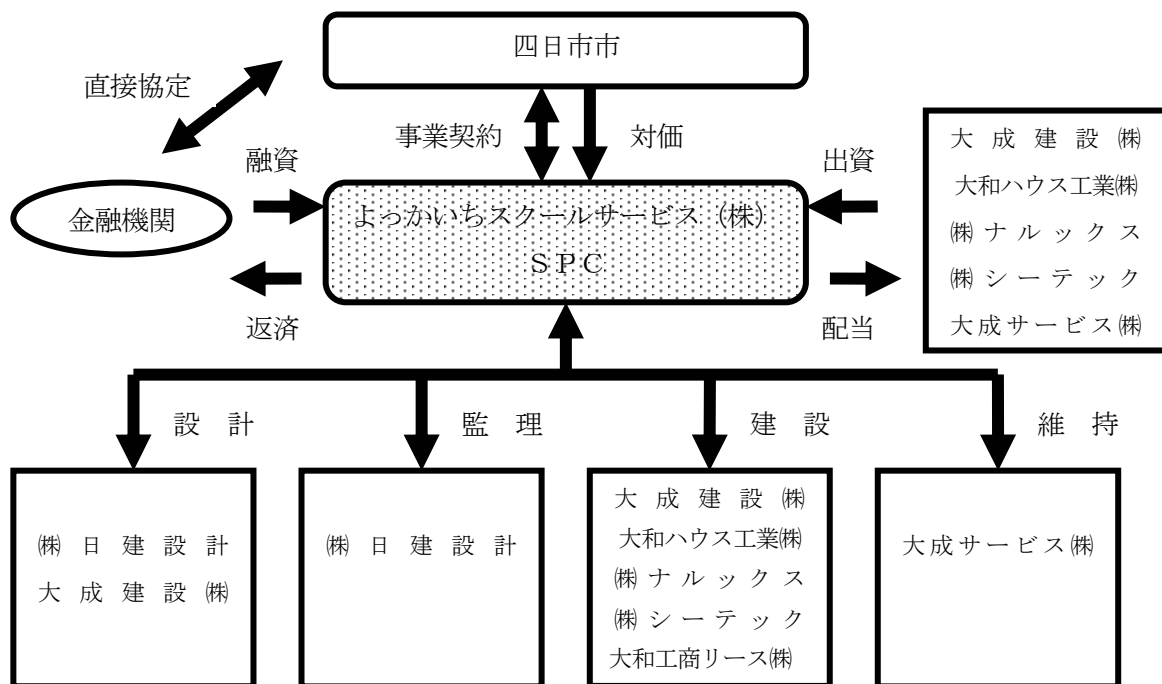 四日市市
直接協定
事業契約
対価
融資
出資
金融機関
よっかいちスクールサービス（株）
ＳＰＣ
返済
配当
大成建設㈱
大和ハウス工業㈱
㈱ナルックス
㈱シーテック
大成サービス㈱
設計
監理
建設
維持
㈱日建設計
大成建設㈱
㈱日建設計
大成建設㈱
大和ハウス工業㈱
㈱ナルックス
㈱シーテック
大和工商リース㈱
大成サービス㈱